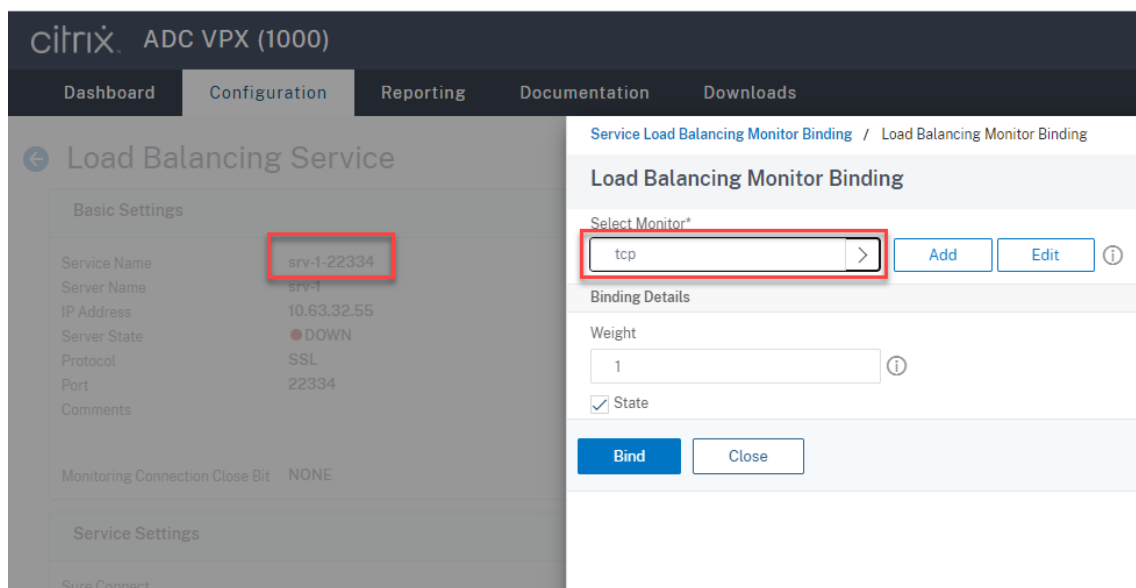 citrix. ADC VPX (1000)
Dashboard Configuration Reporting Documentation Downloads
Load Balancing Service
Basic Settings
Service Name srv-1-22334
Server Name srv-1
IP Address 10.63.32.55
Server State DOWN
Protocol SSL
Port 22334
Comments
Monitoring Connection Close Bit NONE
Service Settings
Sure Connect
Service Load Balancing Monitor Binding / Load Balancing Monitor Binding
Load Balancing Monitor Binding
Select Monitor*
tcp > Add Edit
Binding Details
Weight
1
State
Bind Close